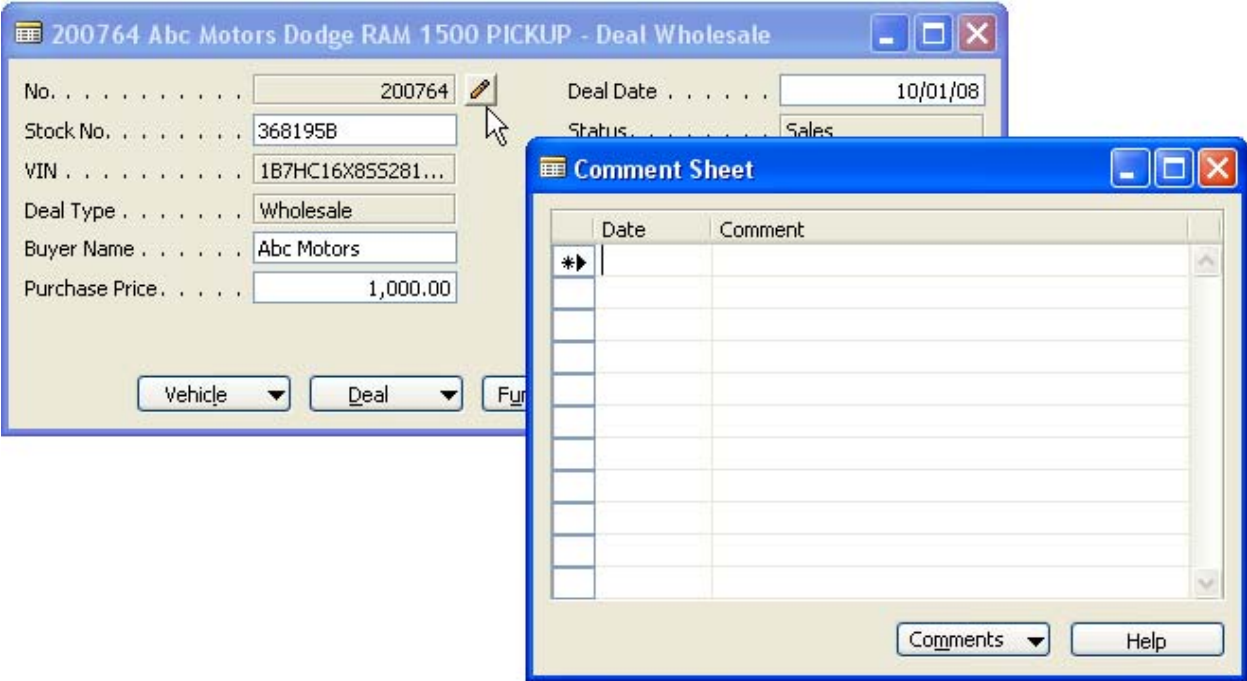 200764 Abc Motors Dodge RAM 1500 PICKUP - Deal Wholesale
No. . . . . . . . . . . . 200764 Deal Date . . . . . . 10/01/08
Stock No. . . . . . . . 368195B Status. . . . . . . . Sales
VIN . . . . . . . . . . . 1B7HC16X8SS281...
Deal Type . . . . . . . Wholesale
Buyer Name . . . . . . Abc Motors
Purchase Price. . . . . 1,000.00
Vehicle Deal
Comment Sheet
Date Comment
Comments Help